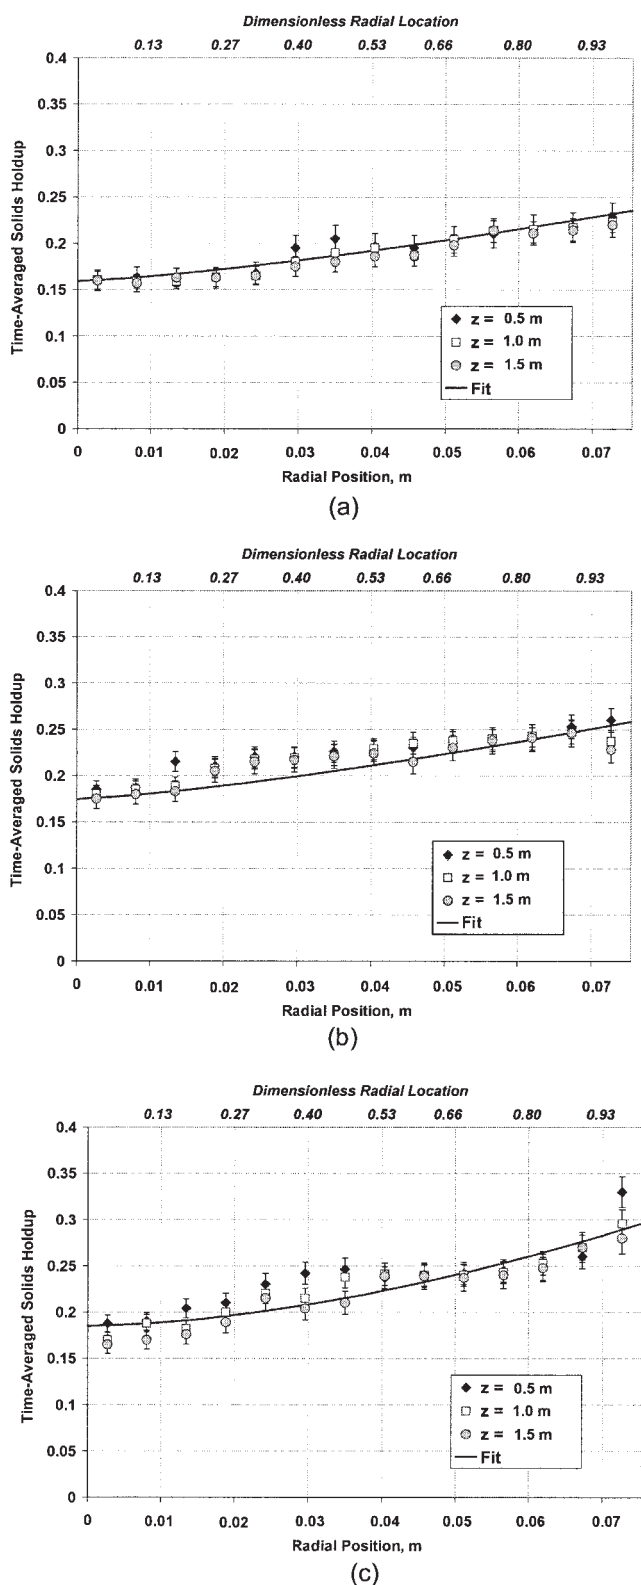 Dimensionless Radial Location
0.13 0.27 0.40 0.53 0.66 0.80 0.93
Time-Averaged Solids Holdup
0.4
0.3
0.2
0.15
0.1
0.05
0
z = 0.5 m
z = 1.0 m
z = 1.5 m
Fit
0 0.01 0.02 0.03 0.04 0.05 0.06 0.07
Radial Position, m
(a)
Dimensionless Radial Location
0.13 0.27 0.40 0.53 0.66 0.80 0.93
Time-Averaged Solids Holdup
0.4
0.3
0.25
0.2
0.15
0.1
0.05
0
z = 0.5 m
z = 1.0 m
z = 1.5 m
Fit
0 0.01 0.02 0.03 0.04 0.05 0.06 0.07
Radial Position, m
(b)
Dimensionless Radial Location
0.13 0.27 0.40 0.53 0.66 0.80 0.93
Time-Averaged Solids Holdup
0.4
0.35
0.3
0.25
0.2
0.15
0.1
0.05
0
z = 0.5 m
z = 1.0 m
z = 1.5 m
Fit
0 0.01 0.02 0.03 0.04 0.05 0.06 0.07
Radial Position, m
(c)